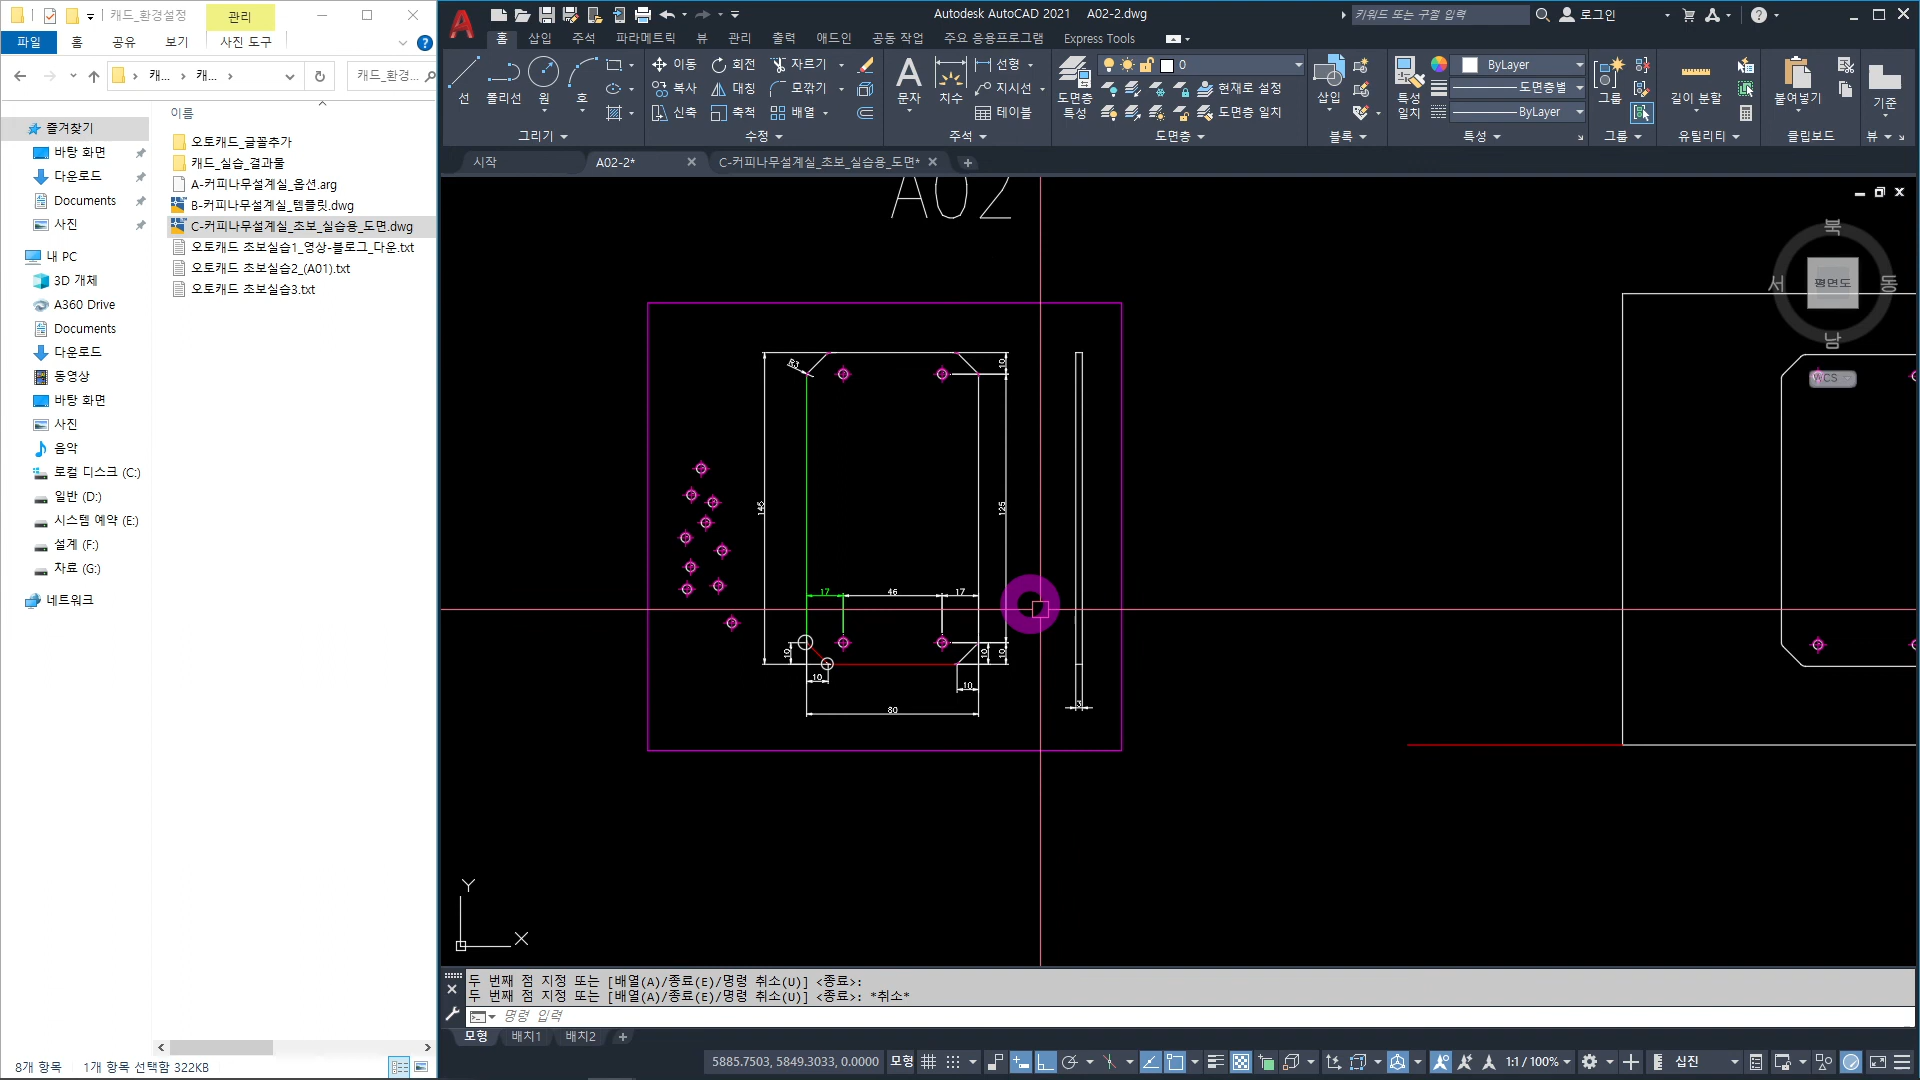 캐드_환경설정
관리
파일
홈
공유
보기
사진 도구
캐...
캐...
캐드_환경...
이름
즐겨찾기
바탕 화면
다운로드
Documents
사진
내 PC
3D 개체
A360 Drive
Documents
다운로드
동영상
바탕 화면
사진
음악
로컬 디스크 (C:)
일반 (D:)
시스템 예약 (E:)
설계 (F:)
자료 (G:)
네트워크
오토캐드_글꼴추가
캐드_실습_결과물
A-커피나무설계실_옵션.arg
B-커피나무설계실_템플릿.dwg
C-커피나무설계실_초보_실습용_도면.dwg
오토캐드 초보실습1_영상-블로그_다운.txt
오토캐드 초보실습2_(A01).txt
오토캐드 초보실습3.txt
8개 항목
1개 항목 선택함 322KB
Autodesk AutoCAD 2021 A02-2.dwg
키워드 또는 구절 입력
로그인
홈 삽입 주석 파라메트릭 뷰 관리 출력 애드인 공동 작업 주요 응용프로그램 Express Tools
선
폴리선
원
호
그리기
이동 회전 자르기
복사 대칭 모깎기
신축 축척 배열
수정
문자
치수
선형
지시선
테이블
주석
도면층
특성
0
현재로 설정
도면층 일치
도면층
삽입
블록
특성
일치
ByLayer
도면층별
ByLayer
특성
그룹
그룹
길이 분할
유틸리티
붙여넣기
클립보드
기준
뷰
시작
A02-2*
C-커피나무설계실_초보_실습용_도면*
A02
북
서
평면도
동
남
WCS
R3
10
145
125
17
46
17
10
10
10
10
10
80
3
Y
X
두 번째 점 지정 또는 [배열(A)/종료(E)/명령 취소(U)] <종료>:
두 번째 점 지정 또는 [배열(A)/종료(E)/명령 취소(U)] <종료>: *취소*
명령 입력
모형
배치1
배치2
5885.7503, 5849.3033, 0.0000
모형
1:1 / 100%
십진